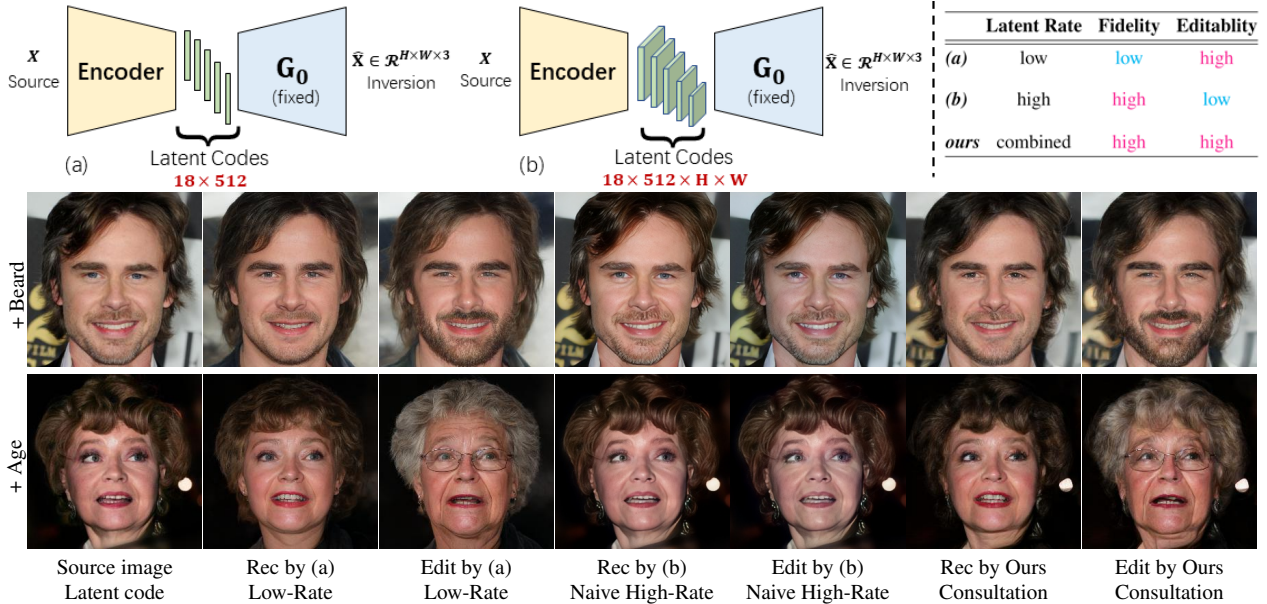 X
Source
Encoder
G₀
(fixed)
X̂ ∈ 𝓡^{H×W×3}
Inversion
(a)
Latent Codes
18 × 512
X
Source
Encoder
G₀
(fixed)
X̂ ∈ 𝓡^{H×W×3}
Inversion
(b)
Latent Codes
18 × 512 × H × W
Latent Rate Fidelity Editablity
(a) low low high
(b) high high low
ours combined high high
+ Beard
+ Age
Source image
Latent code
Rec by (a)
Low-Rate
Edit by (a)
Low-Rate
Rec by (b)
Naive High-Rate
Edit by (b)
Naive High-Rate
Rec by Ours
Consultation
Edit by Ours
Consultation